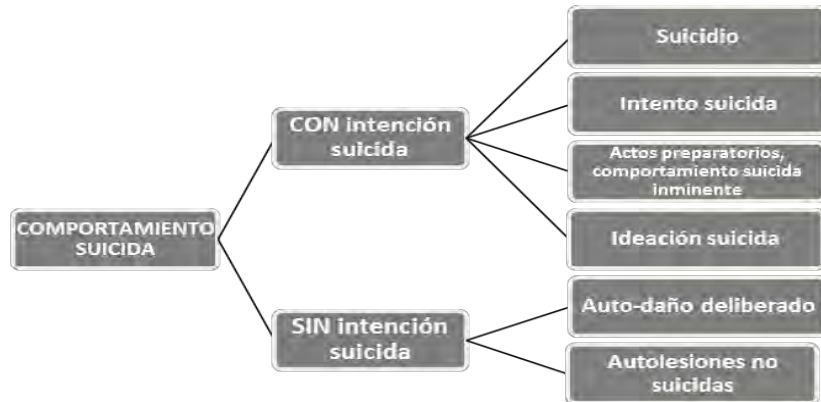 COMPORTAMIENTO
SUICIDA
CON intención
suicida
Suicidio
Intento suicida
Actos preparatorios,
comportamiento suicida
inminente
Ideación suicida
SIN intención
suicida
Auto-daño deliberado
Autolesiones no
suicidas